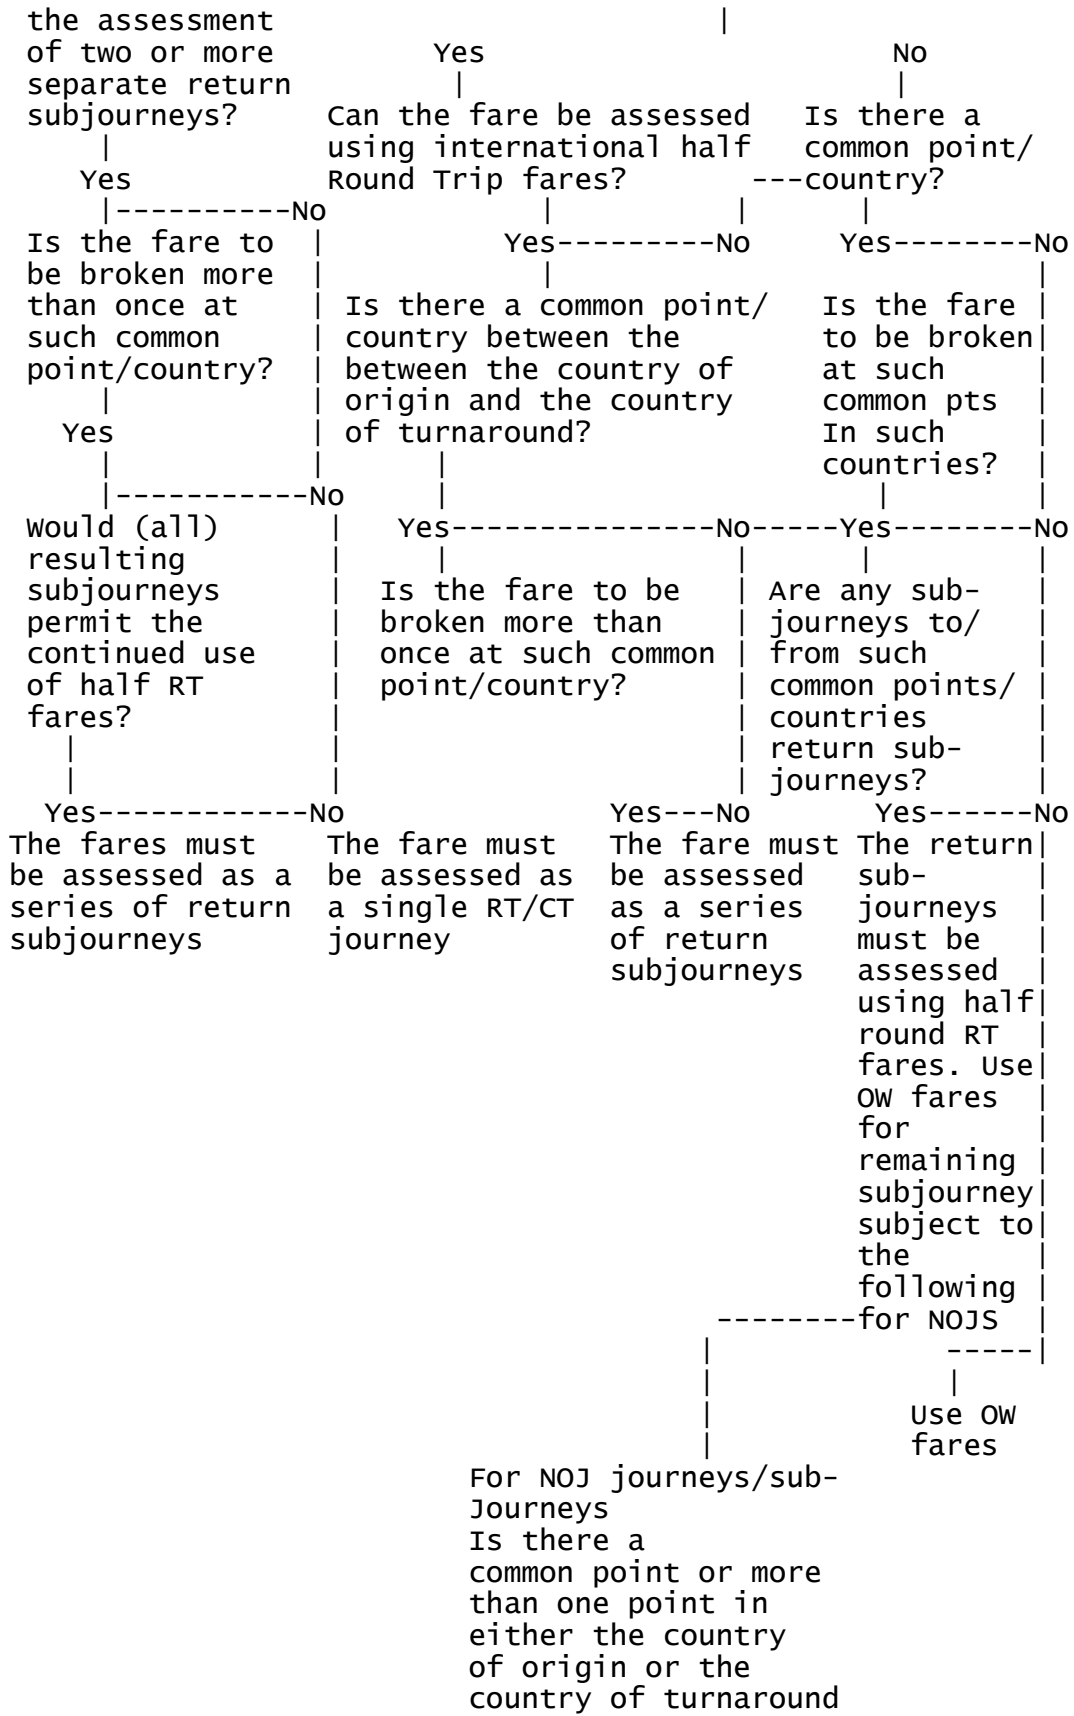 the assessment |
of two or more Yes No
separate return | |
subjourneys? Can the fare be assessed Is there a
| using international half common point/
Yes Round Trip fares? ---country?
|----------No | | |
Is the fare to | Yes---------No Yes--------No
be broken more | | |
than once at | Is there a common point/ Is the fare |
such common | country between the to be broken|
point/country? | between the country of at such |
| | origin and the country common pts |
Yes | of turnaround? In such |
| | | countries? |
|-----------No | | |
Would (all) | Yes---------------No-----Yes--------No
resulting | | | | |
subjourneys | Is the fare to be | Are any sub- |
permit the | broken more than | journeys to/ |
continued use | once at such common | from such |
of half RT | point/country? | common points/ |
fares? | | countries |
| | | return sub- |
| | | journeys? |
Yes------------No Yes---No Yes------No
The fares must The fare must The fare must The return|
be assessed as a be assessed as be assessed sub- |
series of return a single RT/CT as a series journeys |
subjourneys journey of return must be |
subjourneys assessed |
using half|
round RT |
fares. Use|
OW fares |
for |
remaining |
subjourney|
subject to|
the |
following |
--------for NOJS |
| -----|
| |
| Use OW
| fares
For NOJ journeys/sub-
Journeys
Is there a
common point or more
than one point in
either the country
of origin or the
country of turnaround